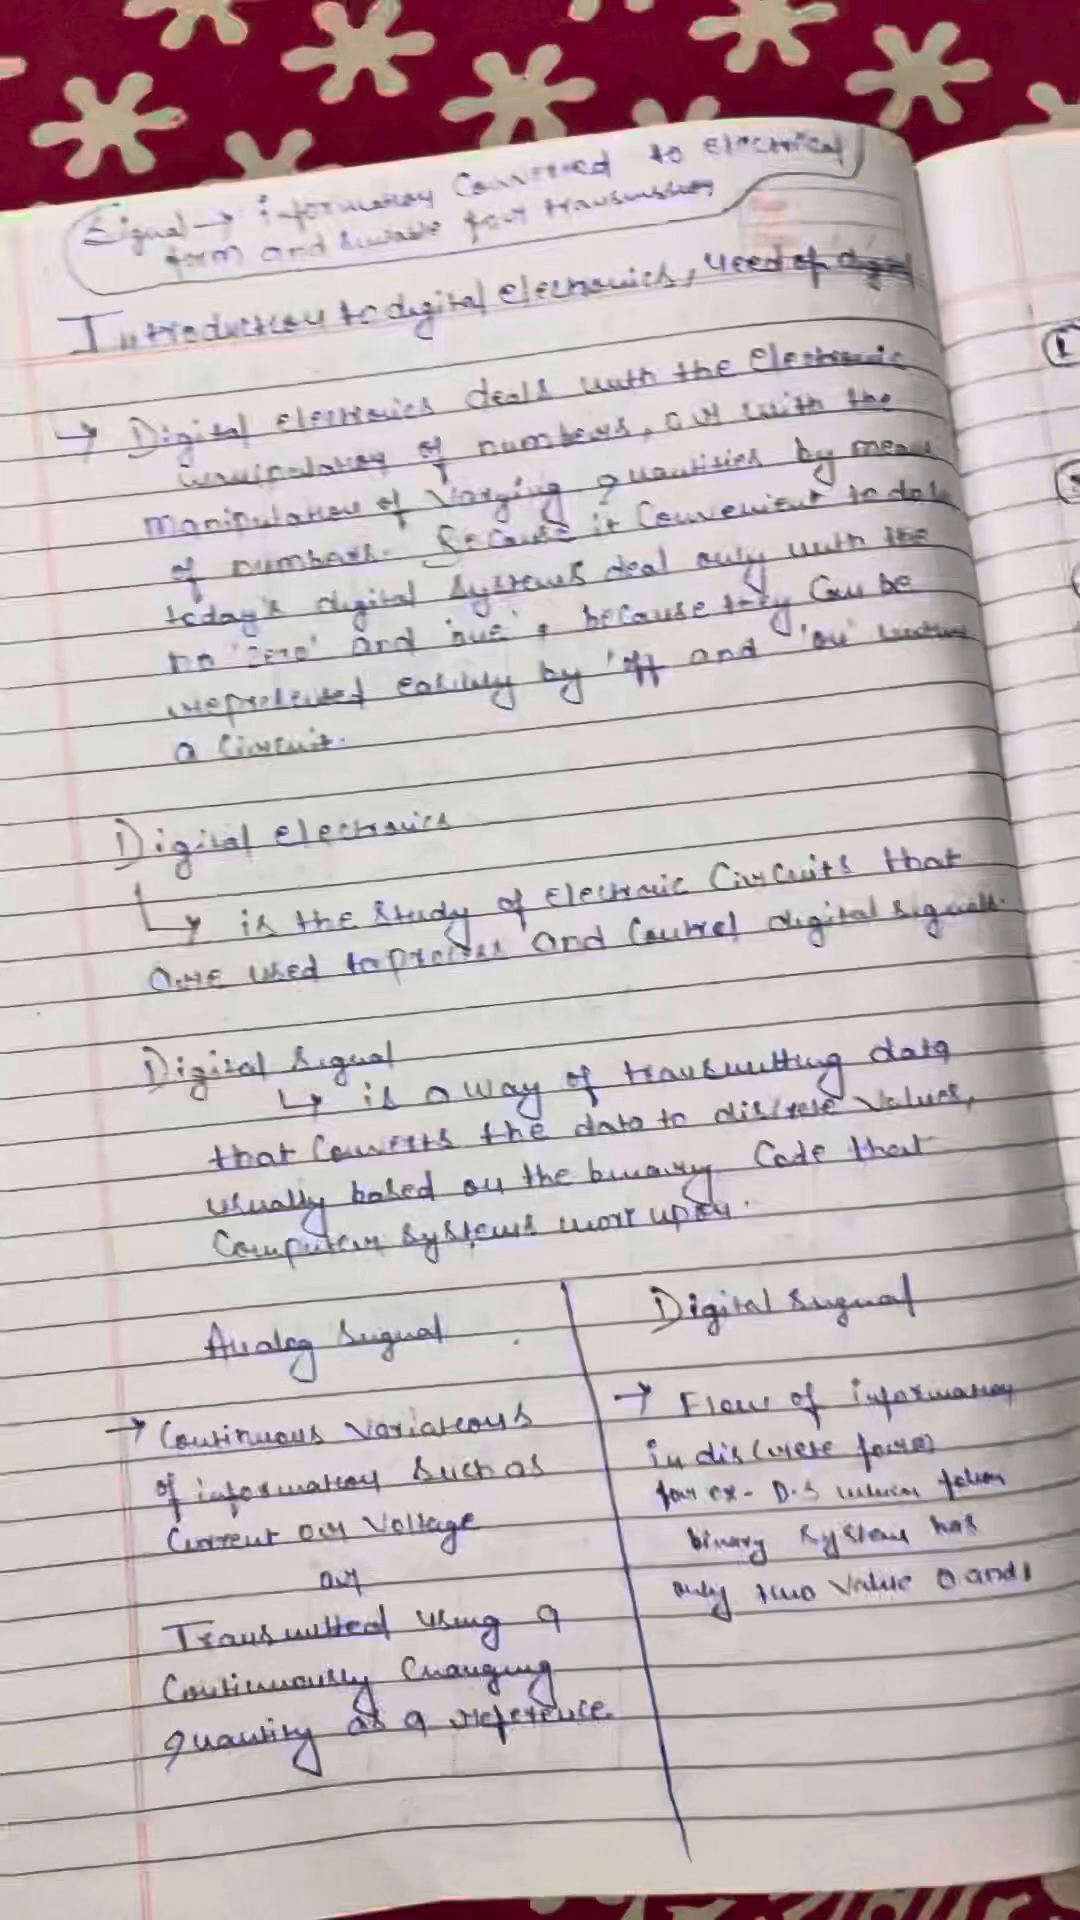 Signal → information Converted to electrical
form and suitable for transmission
Introduction to digital electronics, need of digital
→ Digital electronics deals with the electronic
manipulation of numbers, or with the
manipulation of varying quantities by means
of numbers. Because it Convenient to do
today's digital systems deal only with the
no 'zero' and 'one', because they Can be
represented easily by 'off and 'on' within
a Circuit.
Digital electronics
↳ is the study of electronic Circuits that
are used to process and Control digital signals.
Digital signal
↳ is a way of transmitting data
that Converts the data to discrete values,
usually based on the binary Code that
Computer systems work upon.
Analog signal
→ Continuous variations
of information such as
Current or Voltage
or
Transmitted using a
Continuously Changing
quantity as a reference.
Digital signal
→ Flow of information
in discrete form
for ex - D.S which
binary system has
only two value 0 and 1